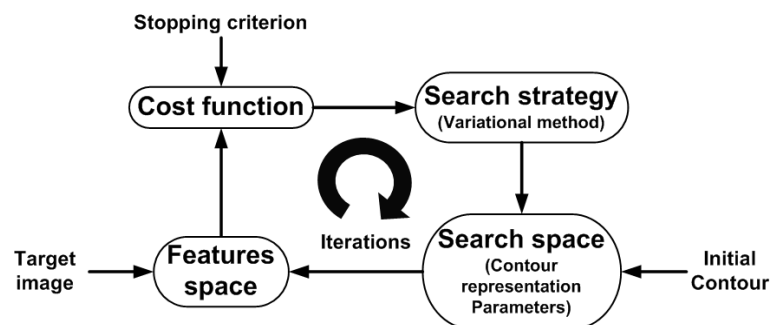 Stopping criterion
Cost function
Search strategy
(Variational method)
Iterations
Target
image
Features
space
Search space
(Contour
representation
Parameters)
Initial
Contour